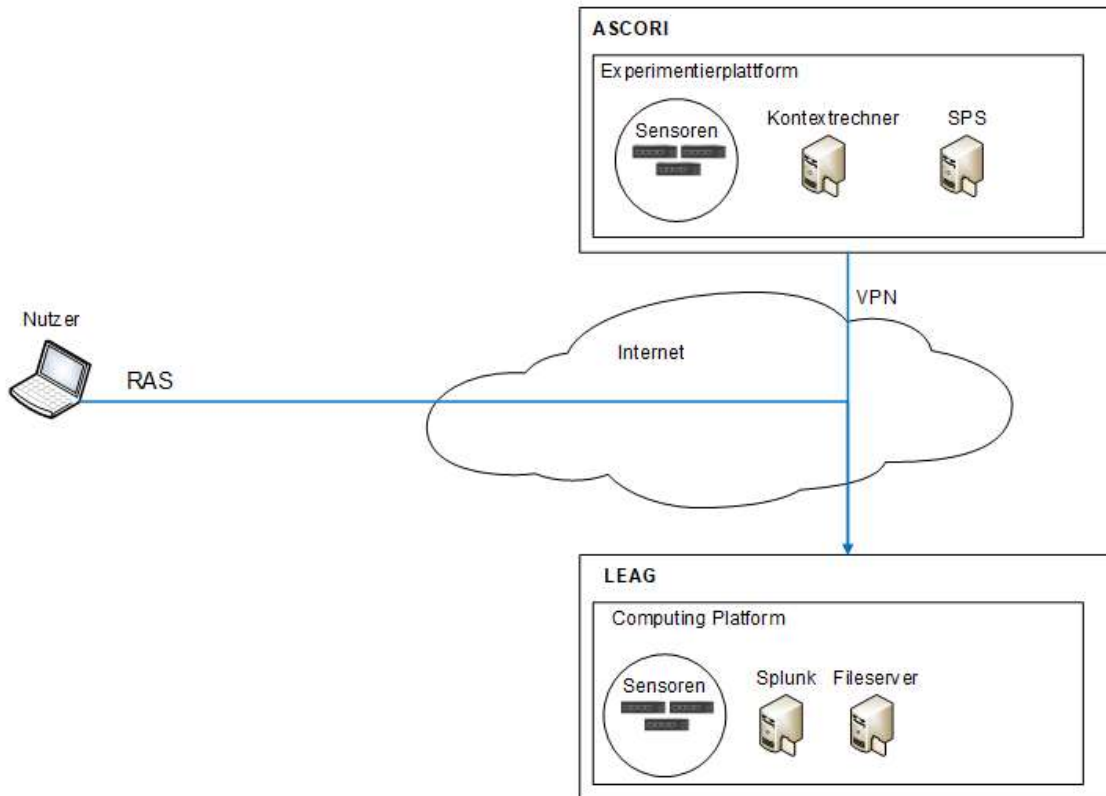 ASCORI
Experimentierplattform
Sensoren
Kontextrechner
SPS
VPN
Nutzer
Internet
RAS
LEAG
Computing Platform
Sensoren
Splunk
Fileserver